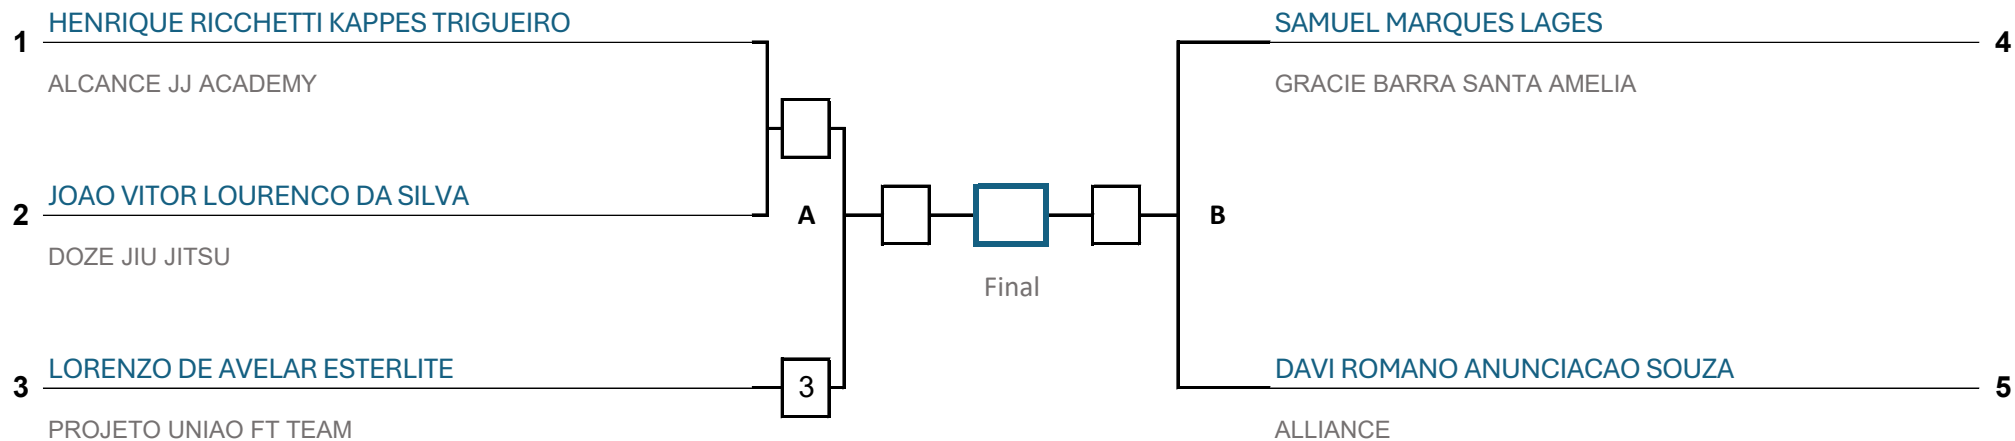 1 HENRIQUE RICCHETTI KAPPES TRIGUEIRO
ALCANCE JJ ACADEMY
2 JOAO VITOR LOURENCO DA SILVA
DOZE JIU JITSU
3 LORENZO DE AVELAR ESTERLITE
PROJETO UNIAO FT TEAM
3
A
Final
B
SAMUEL MARQUES LAGES 4
GRACIE BARRA SANTA AMELIA
DAVI ROMANO ANUNCIACAO SOUZA 5
ALLIANCE